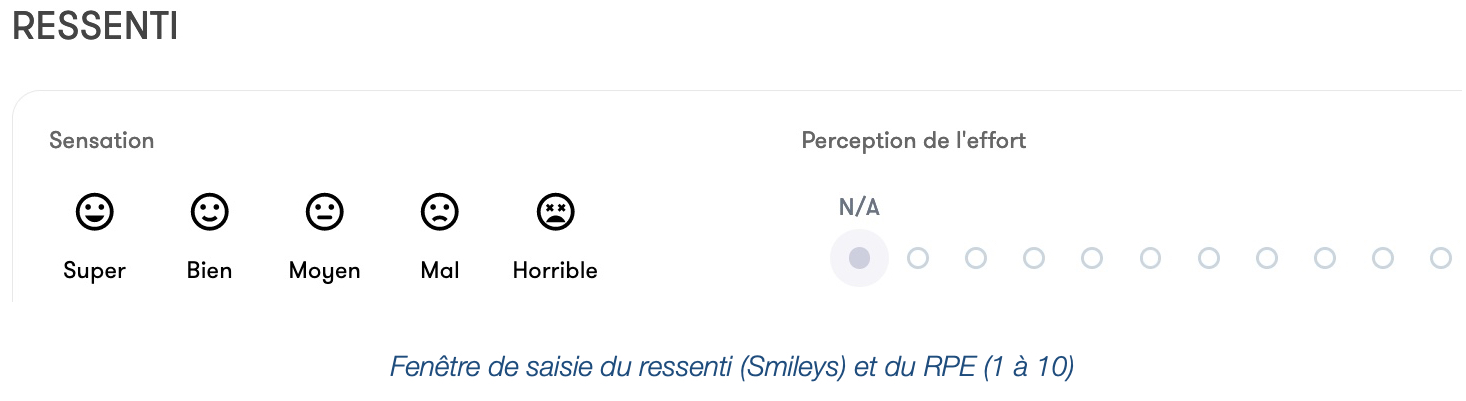 RESSENTI
Sensation
Perception de l'effort
N/A
Super Bien Moyen Mal Horrible
Fenêtre de saisie du ressenti (Smileys) et du RPE (1 à 10)